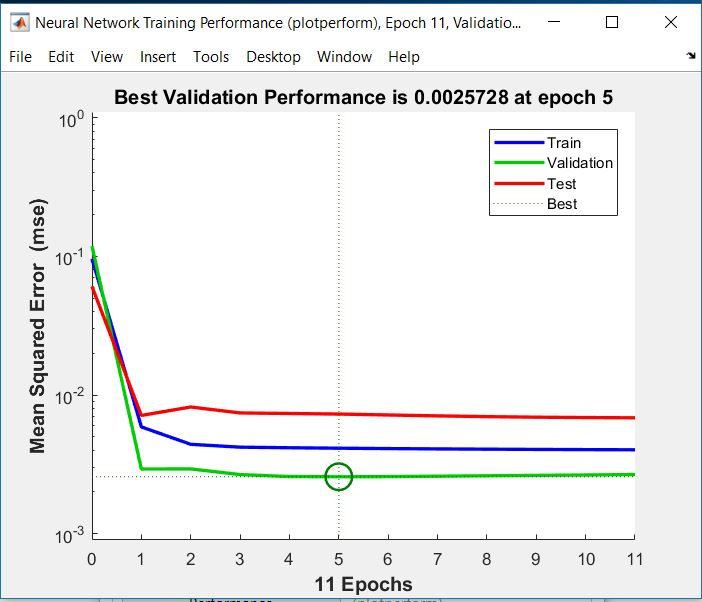 Neural Network Training Performance (plotperform), Epoch 11, Validatio...
File Edit View Insert Tools Desktop Window Help
Best Validation Performance is 0.0025728 at epoch 5
Mean Squared Error (mse)
10^0
10^-1
10^-2
10^-3
Train
Validation
Test
Best
0 1 2 3 4 5 6 7 8 9 10 11
11 Epochs
Performance (plotperform)